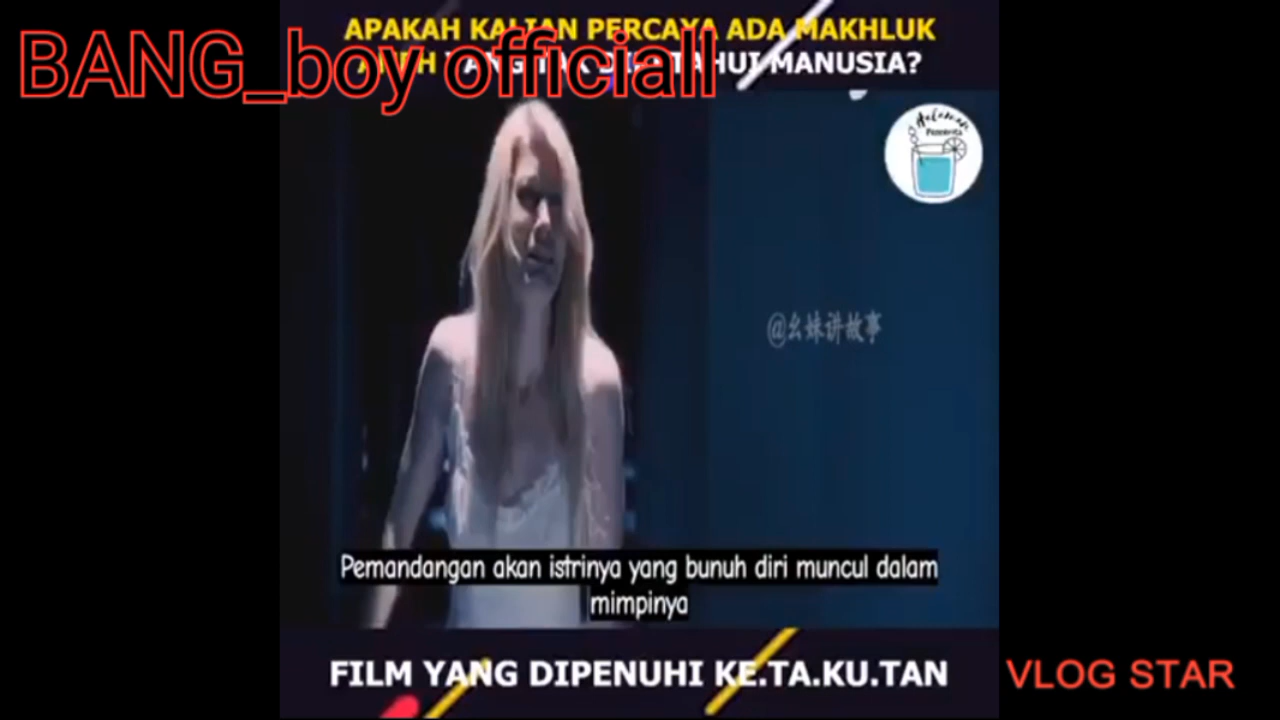 APAKAH KALIAN PERCAYA ADA MAKHLUK
BANG_boy officiall
MANUSIA?
@幺妹讲故事
Pemandangan akan istrinya yang bunuh diri muncul dalam
mimpinya
FILM YANG DIPENUHI KE.TA.KU.TAN
VLOG STAR